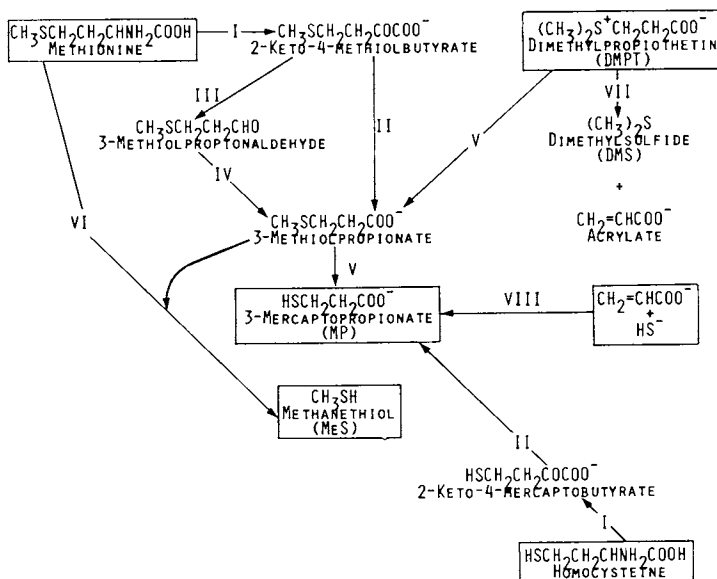 CH3SCH2CH2CHNH2COOH
METHIONINE
I
CH3SCH2CH2COCOO⁻
2-KETO-4-METHIOLBUTYRATE
(CH3)2S⁺CH2CH2COO⁻
DIMETHYLPROPIOTHETIN
(DMPT)
III
II
V
VII
CH3SCH2CH2CHO
3-METHIOLPROPIONALDEHYDE
(CH3)2S
DIMETHYLSULFIDE
(DMS)
+
CH2=CHCOO⁻
ACRYLATE
IV
VI
CH3SCH2CH2COO⁻
3-METHIOLPROPIONATE
V
HSCH2CH2COO⁻
3-MERCAPTOPROPIONATE
(MP)
VIII
CH2=CHCOO⁻
+
HS⁻
CH3SH
METHANETHIOL
(MeS)
II
HSCH2CH2COCOO⁻
2-KETO-4-MERCAPTOBUTYRATE
I
HSCH2CH2CHNH2COOH
HOMOCYSTEINE